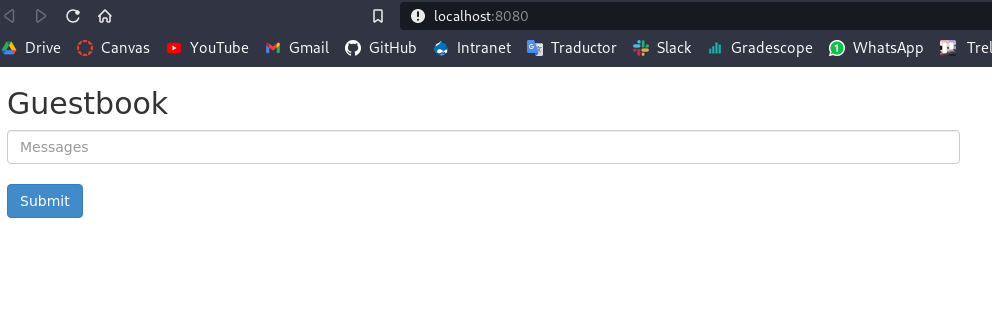 localhost:8080
Drive Canvas YouTube Gmail GitHub Intranet Traductor Slack Gradescope 1 WhatsApp Trel
Guestbook
Messages
Submit